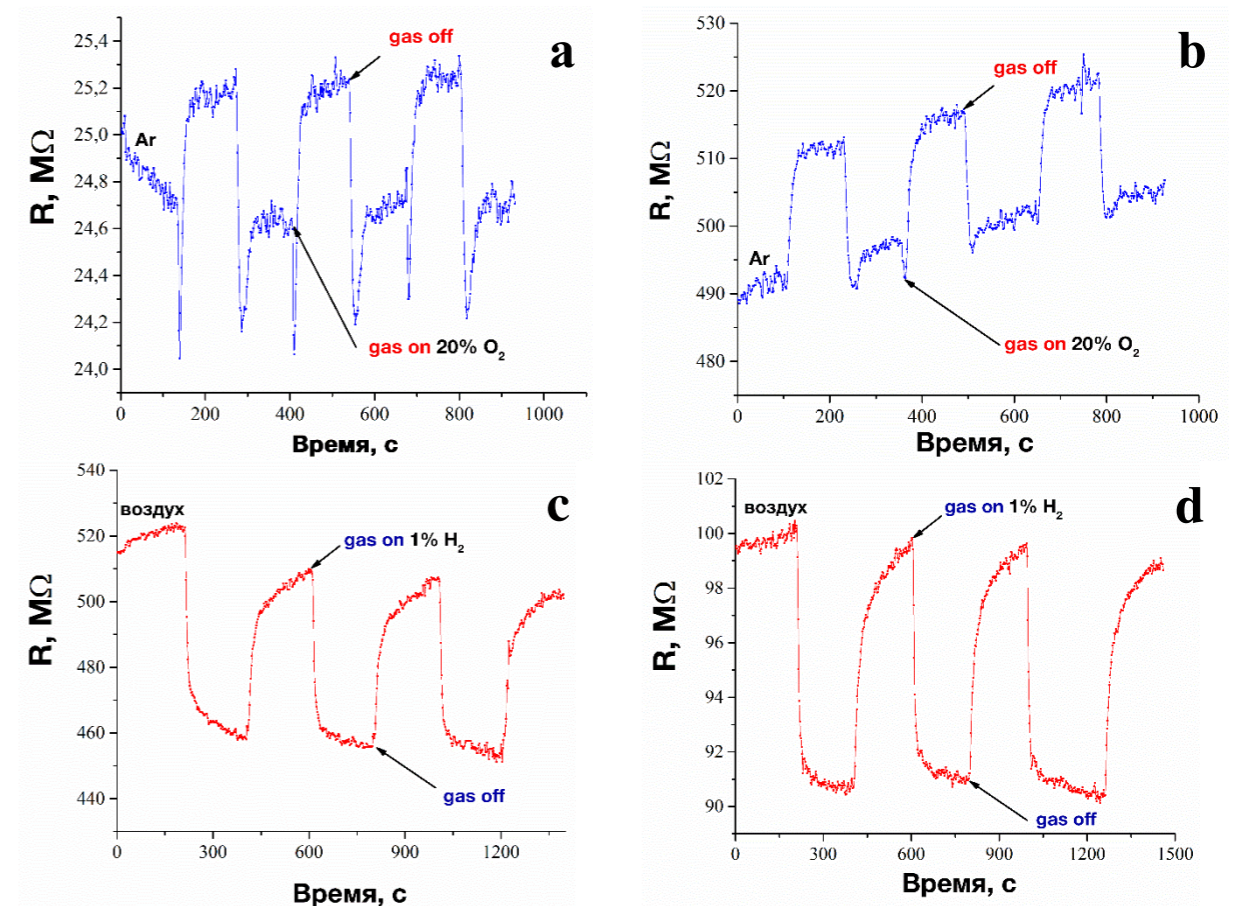 a
gas off
Ar
gas on 20% O₂
R, MΩ
25,4
25,2
25,0
24,8
24,6
24,4
24,2
24,0
0 200 400 600 800 1000
Время, с
b
gas off
Ar
gas on 20% O₂
R, MΩ
530
520
510
500
490
480
0 200 400 600 800 1000
Время, с
c
воздух
gas on 1% H₂
gas off
R, MΩ
540
520
500
480
460
440
0 300 600 900 1200
Время, с
d
воздух
gas on 1% H₂
gas off
R, MΩ
102
100
98
96
94
92
90
0 300 600 900 1200 1500
Время, с